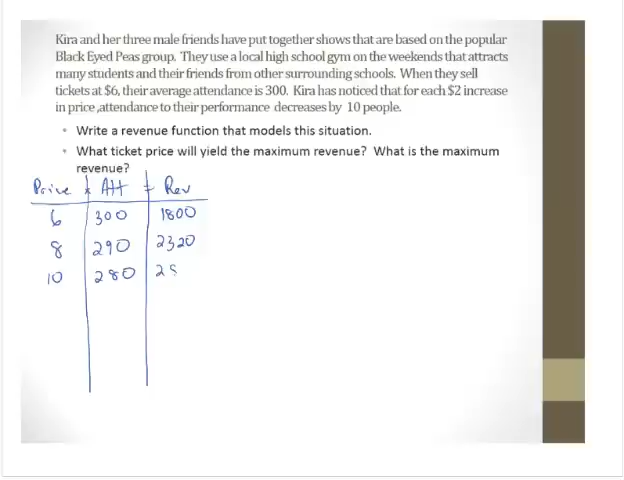 Kira and her three male friends have put together shows that are based on the popular
Black Eyed Peas group. They use a local high school gym on the weekends that attracts
many students and their friends from other surrounding schools. When they sell
tickets at $6, their average attendance is 300. Kira has noticed that for each $2 increase
in price ,attendance to their performance decreases by 10 people.
• Write a revenue function that models this situation.
• What ticket price will yield the maximum revenue? What is the maximum
revenue?
Price x Att = Rev
6 300 1800
8 290 2320
10 280 28